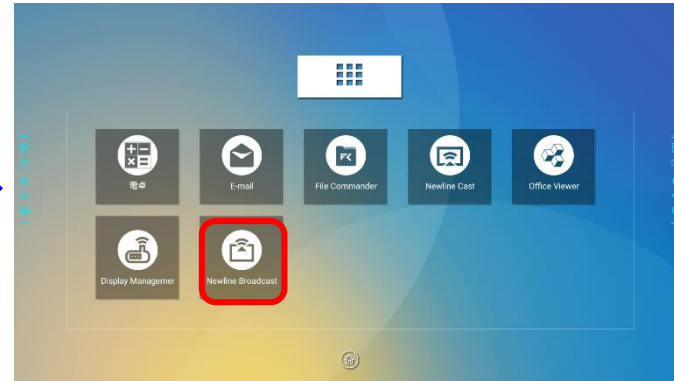 電卓
E-mail
File Commander
Newline Cast
Office Viewer
Display Managemer
Newline Broadcast